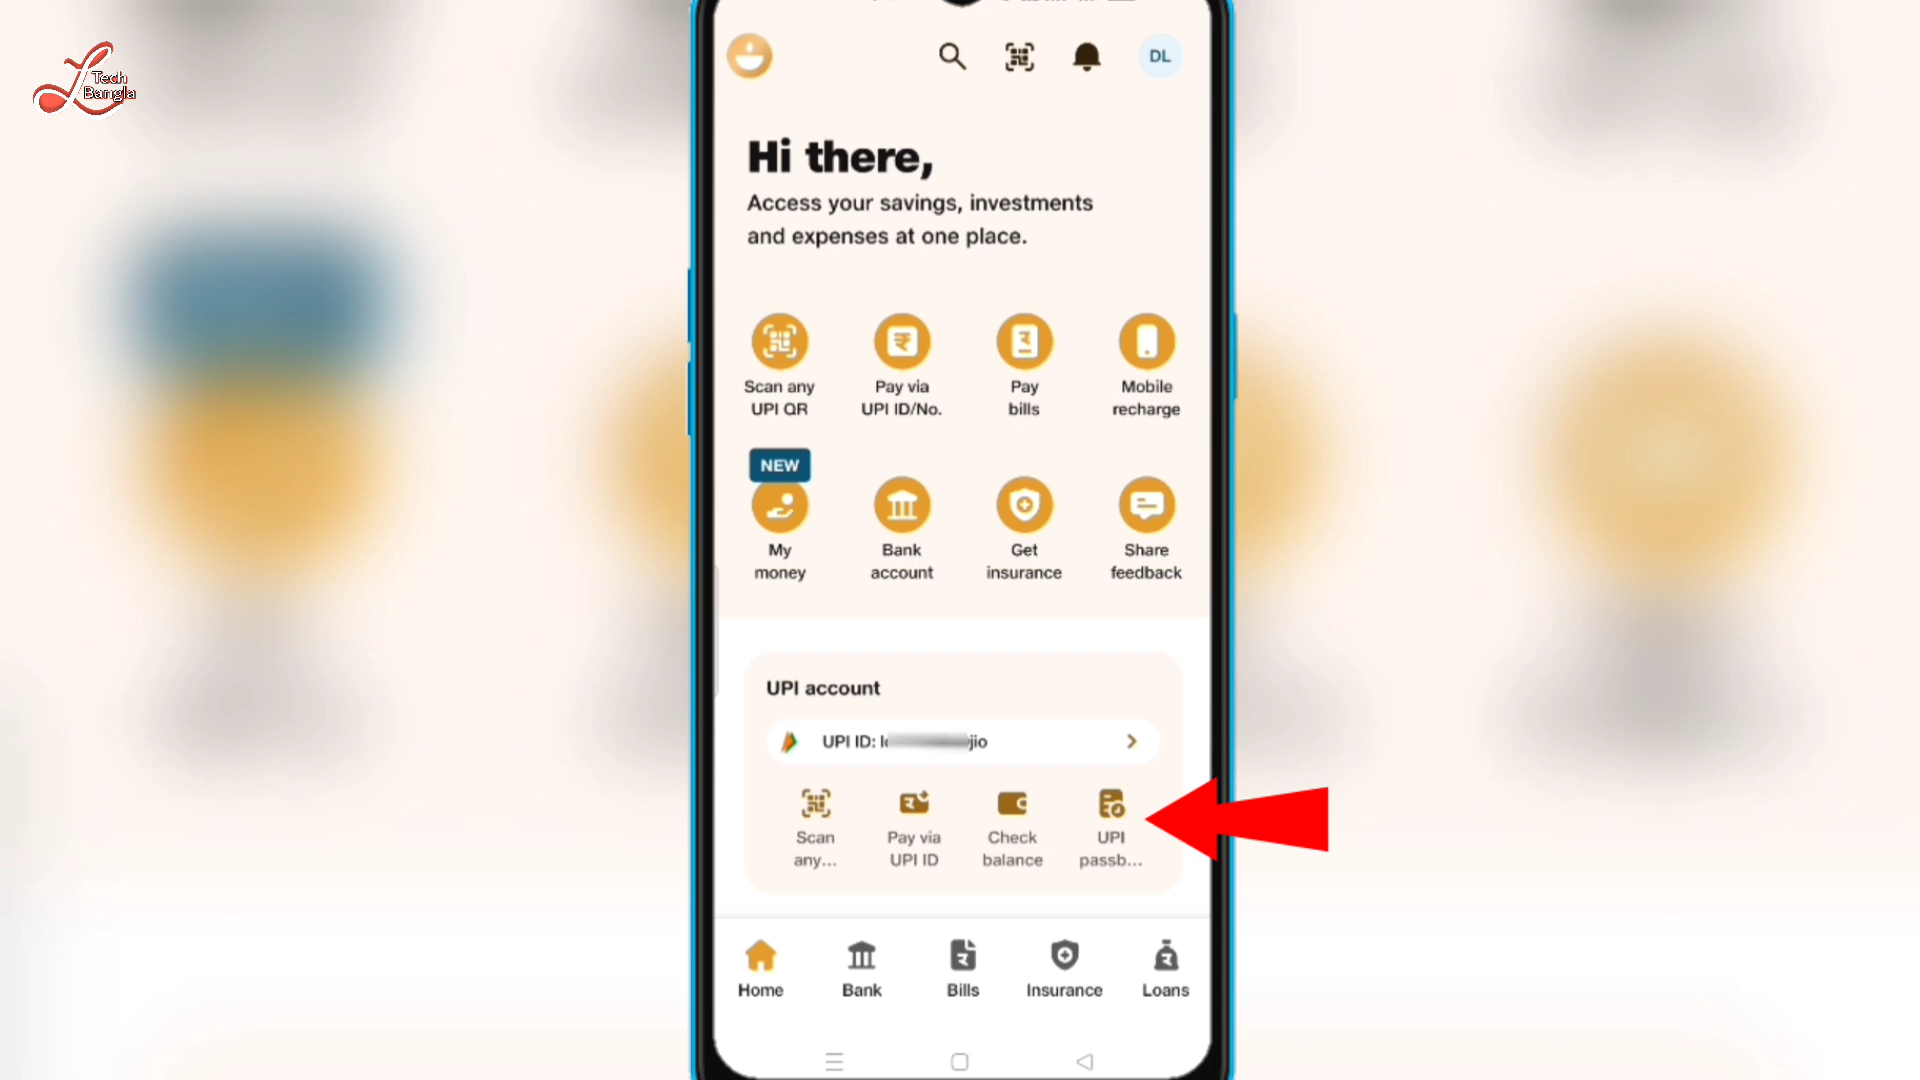 Tech
Bangla
DL
Hi there,
Access your savings, investments
and expenses at one place.
Scan any
UPI QR
Pay via
UPI ID/No.
Pay
bills
Mobile
recharge
NEW
My
money
Bank
account
Get
insurance
Share
feedback
UPI account
UPI ID: jio
Scan
any...
Pay via
UPI ID
Check
balance
UPI
passb...
Home
Bank
Bills
Insurance
Loans